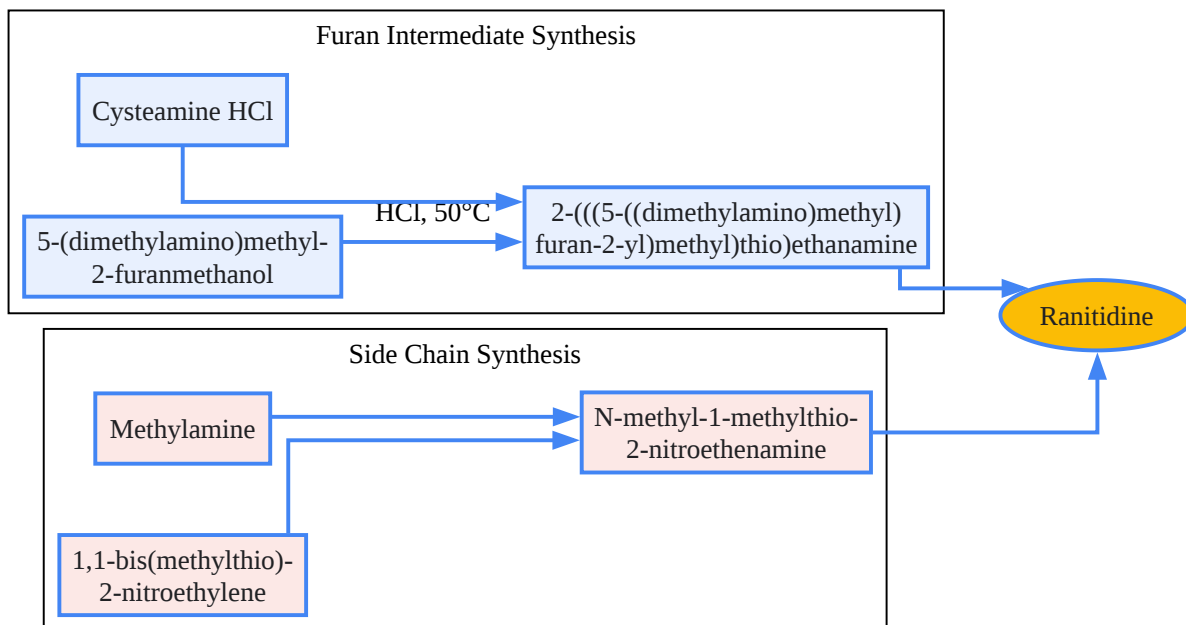 Furan Intermediate Synthesis
Cysteamine HCl
HCl, 50°C
5-(dimethylamino)methyl-
2-furanmethanol
2-(((5-((dimethylamino)methyl)
furan-2-yl)methyl)thio)ethanamine
Ranitidine
Side Chain Synthesis
Methylamine
N-methyl-1-methylthio-
2-nitroethenamine
1,1-bis(methylthio)-
2-nitroethylene